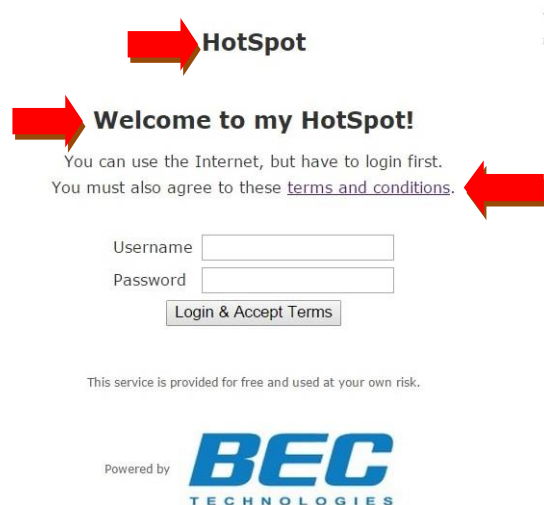 HotSpot
Welcome to my HotSpot!
You can use the Internet, but have to login first.
You must also agree to these terms and conditions.
Username
Password
Login & Accept Terms
This service is provided for free and used at your own risk.
Powered by
BEC
TECHNOLOGIES